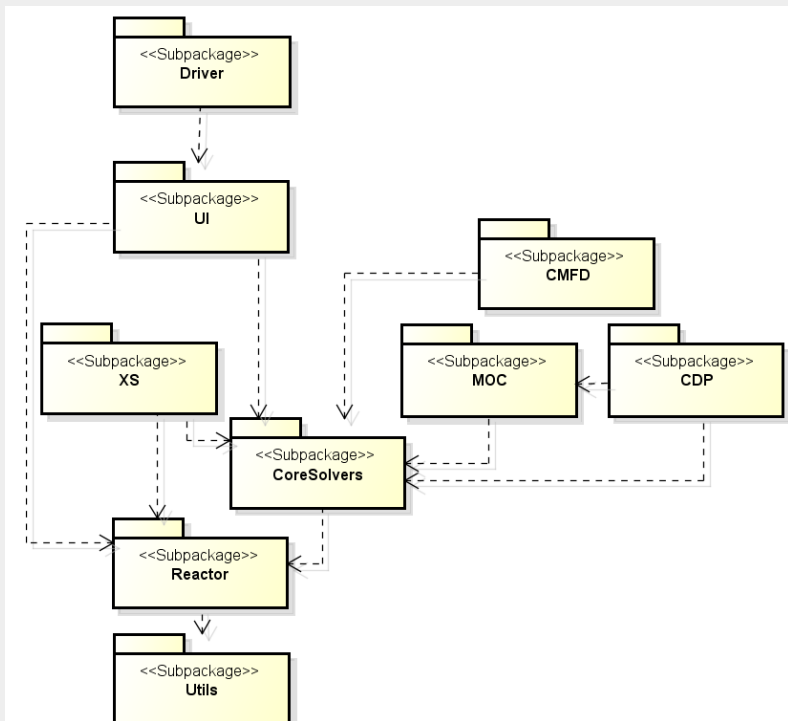 <<Subpackage>>
Driver
<<Subpackage>>
UI
<<Subpackage>>
CMFD
<<Subpackage>>
XS
<<Subpackage>>
MOC
<<Subpackage>>
CDP
<<Subpackage>>
CoreSolvers
<<Subpackage>>
Reactor
<<Subpackage>>
Utils